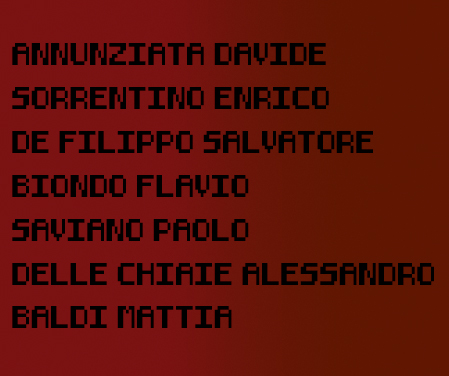 ANNUNZIATA DAVIDE
SORRENTINO ENRICO
DE FILIPPO SALVATORE
BIONDO FLAVIO
SAVIANO PAOLO
DELLE CHIAIE ALESSANDRO
BALDI MATTIA